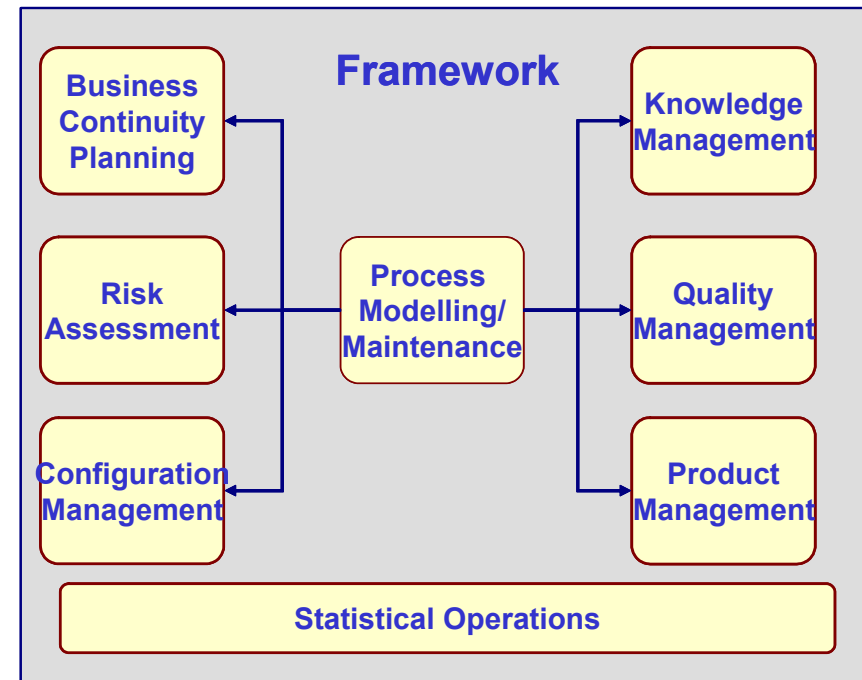 Framework
Business
Continuity
Planning
Knowledge
Management
Risk
Assessment
Process
Modelling/
Maintenance
Quality
Management
Configuration
Management
Product
Management
Statistical Operations